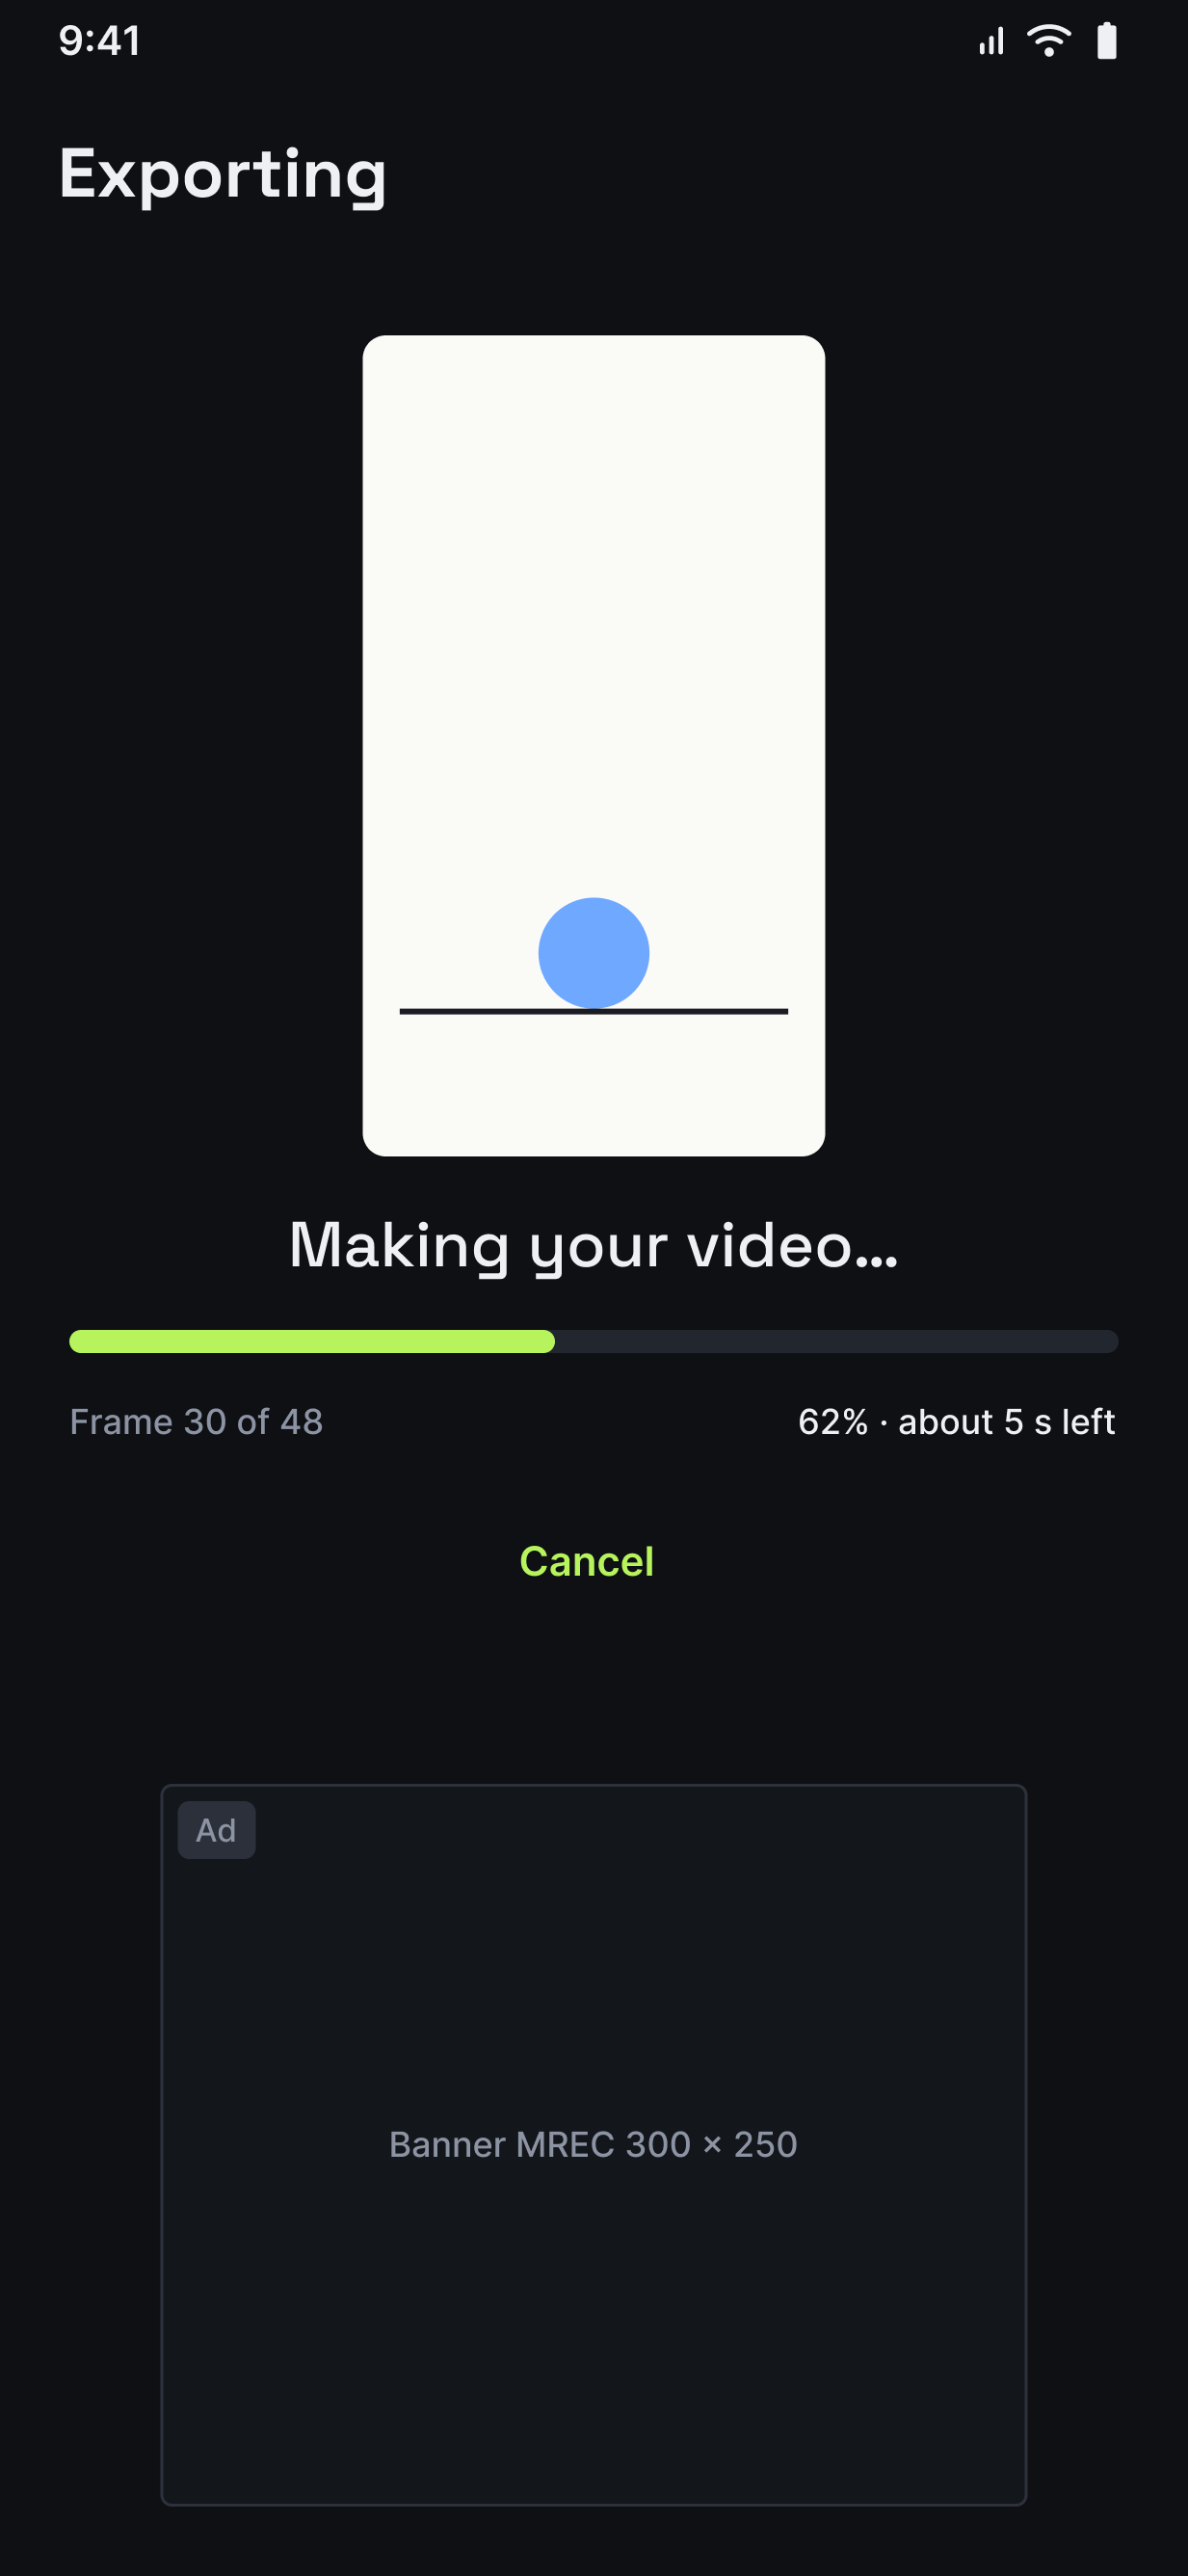 9:41
Exporting
Making your video...
Frame 30 of 48
62% · about 5 s left
Cancel
Ad
Banner MREC 300 × 250